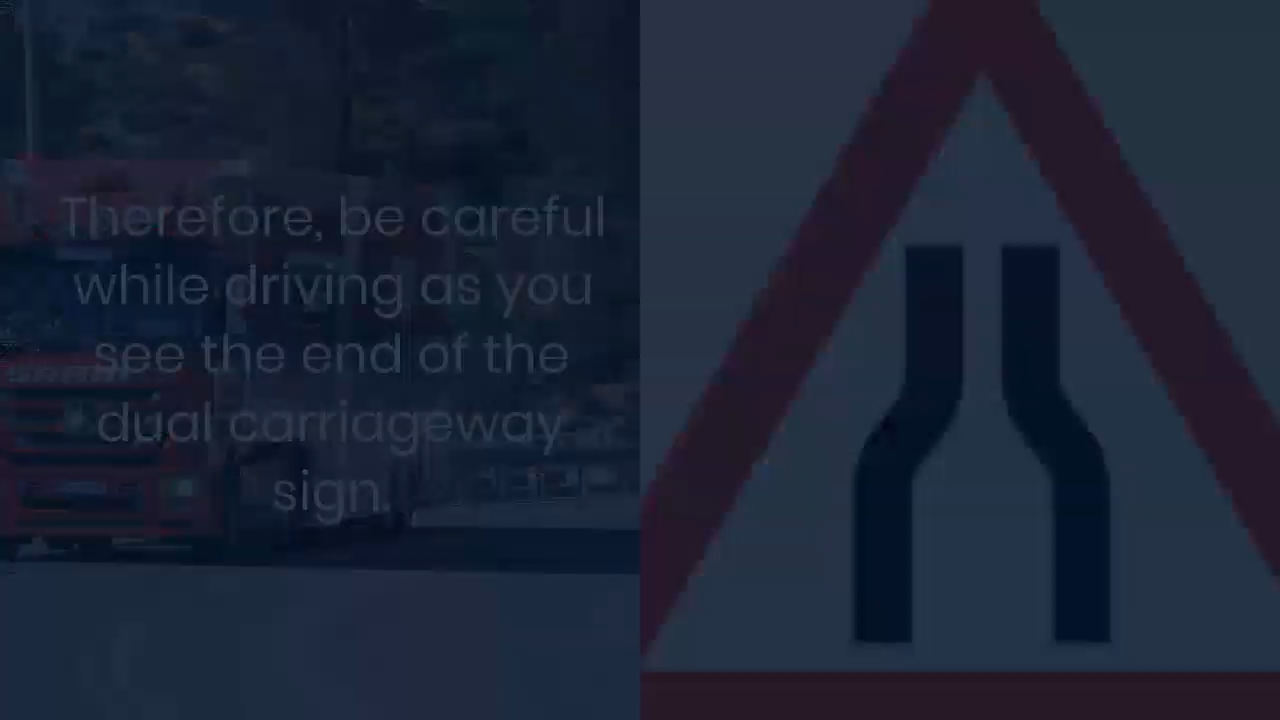 Therefore, be careful
while driving as you
see the end of the
dual carriageway
sign.